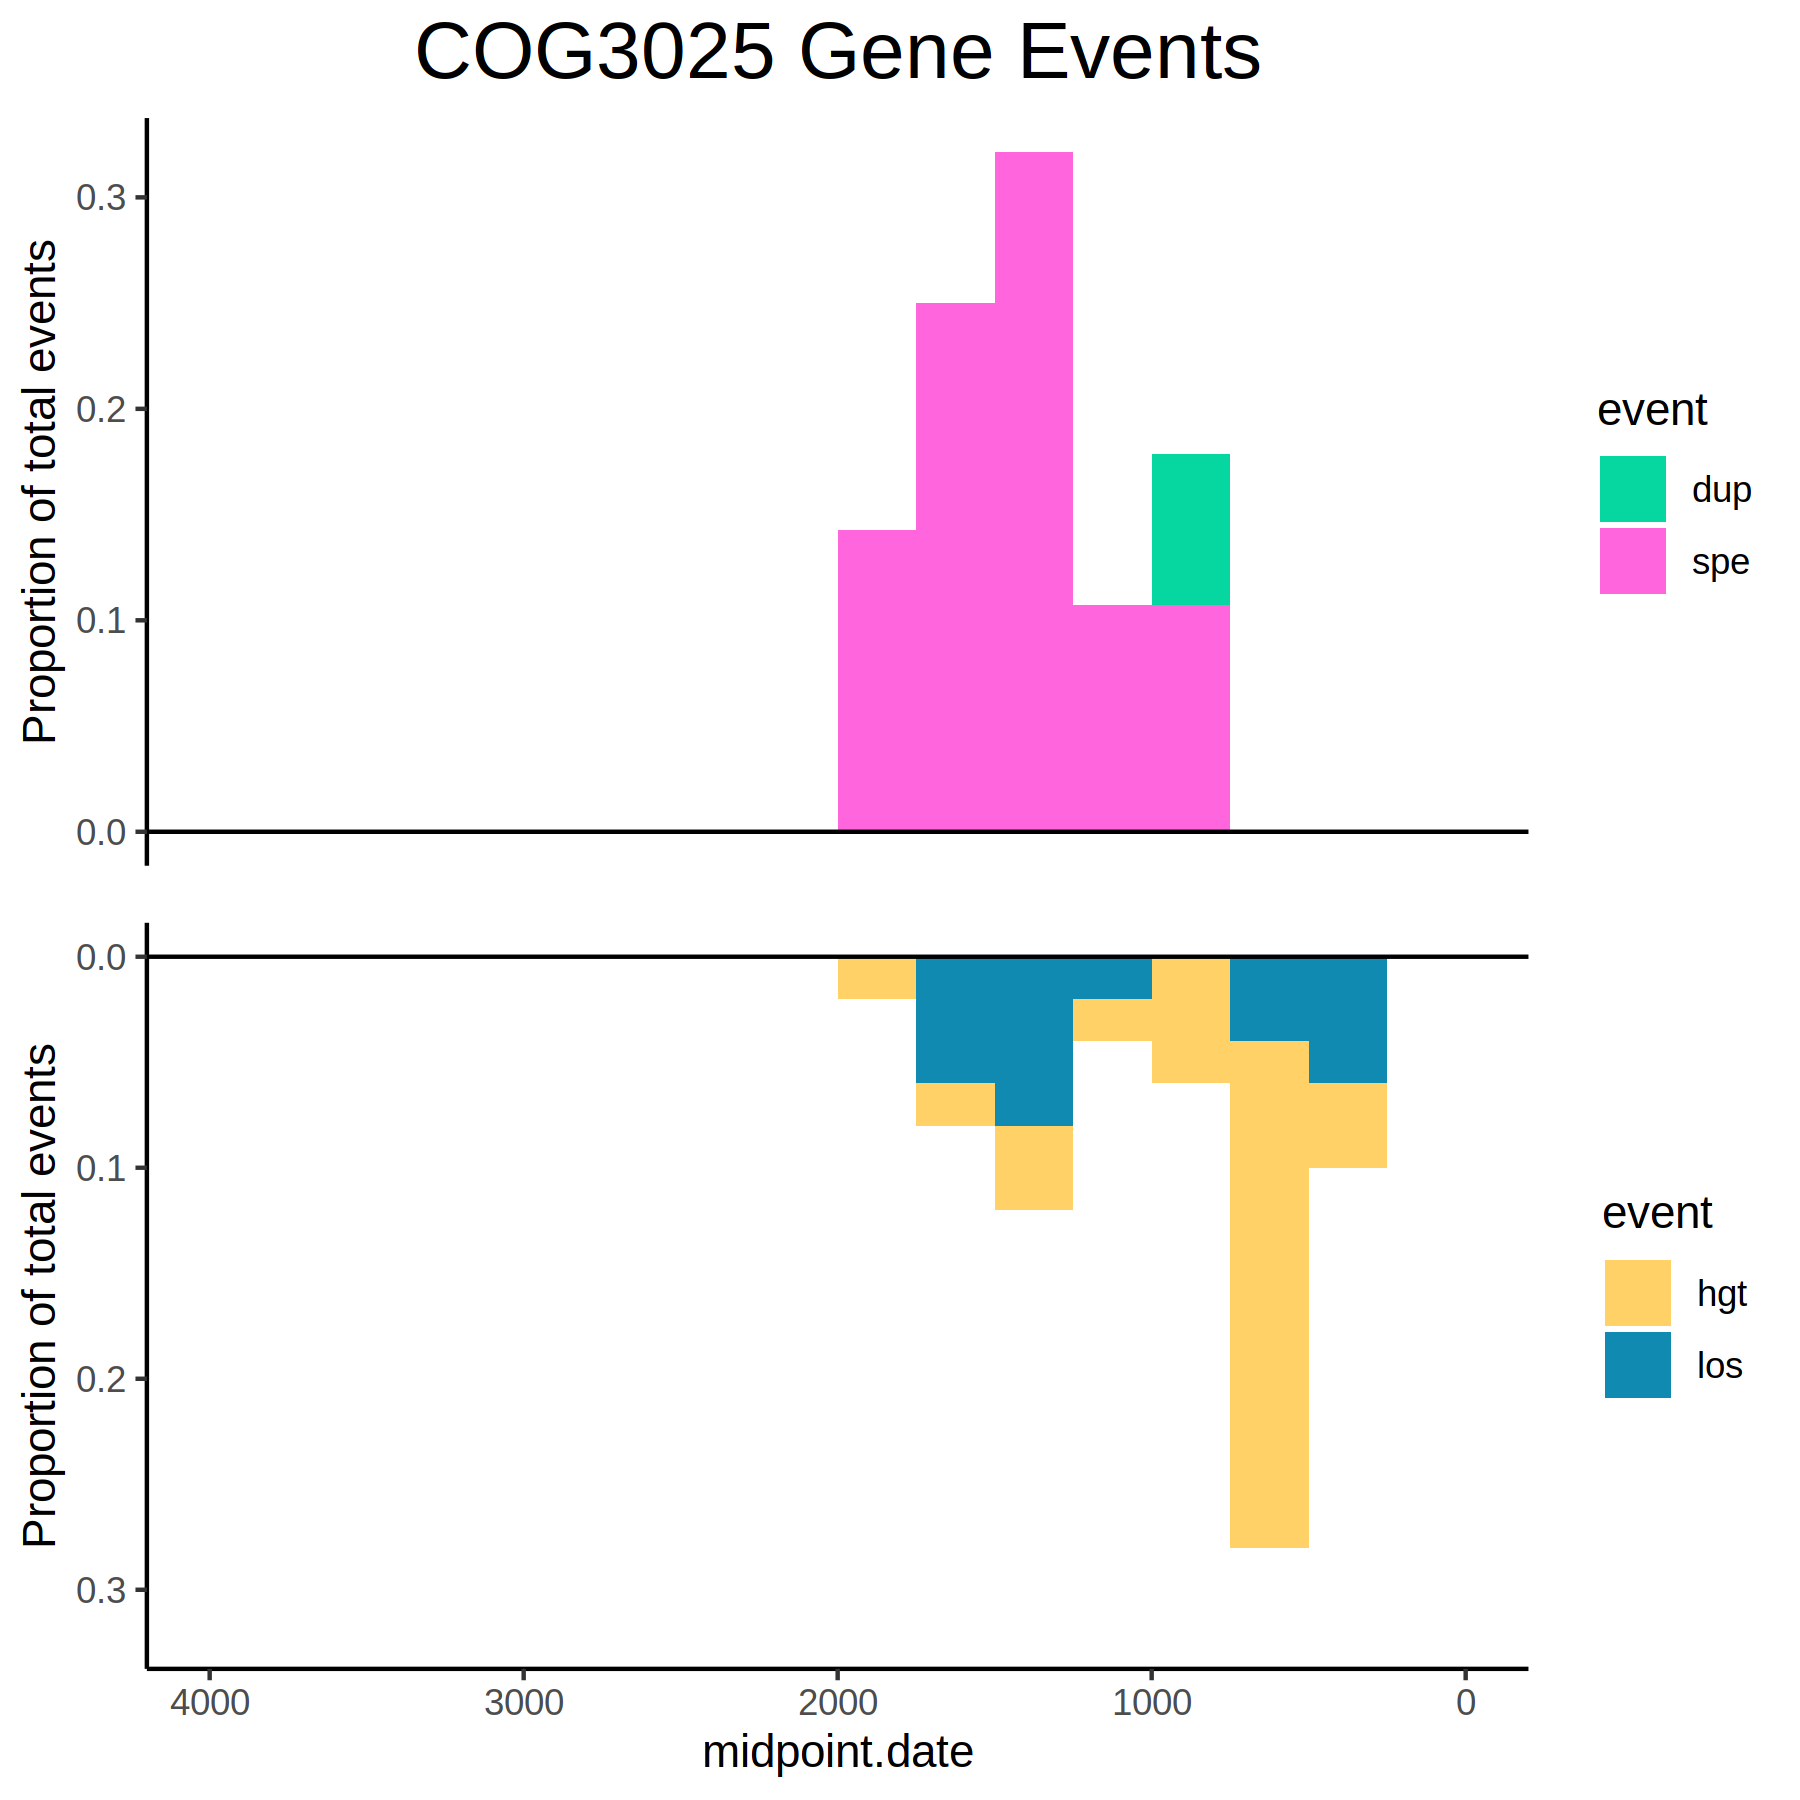 COG3025 Gene Events
Proportion of total events
0.3
0.2
0.1
0.0
event
dup
spe
Proportion of total events
0.0
0.1
0.2
0.3
event
hgt
los
4000 3000 2000 1000 0
midpoint.date